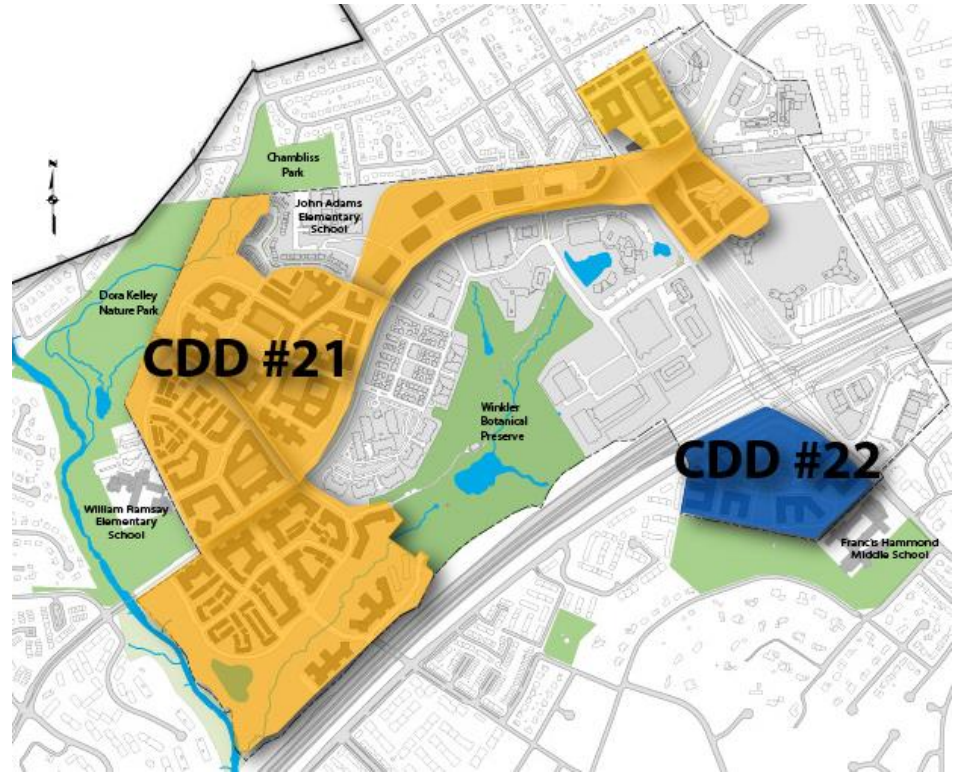 Chambliss
Park
N
John Adams
Elementary
School
Dora Kelley
Nature Park
CDD #21
Winkler
Botanical
Preserve
CDD #22
William Ramsay
Elementary
School
Francis Hammond
Middle School